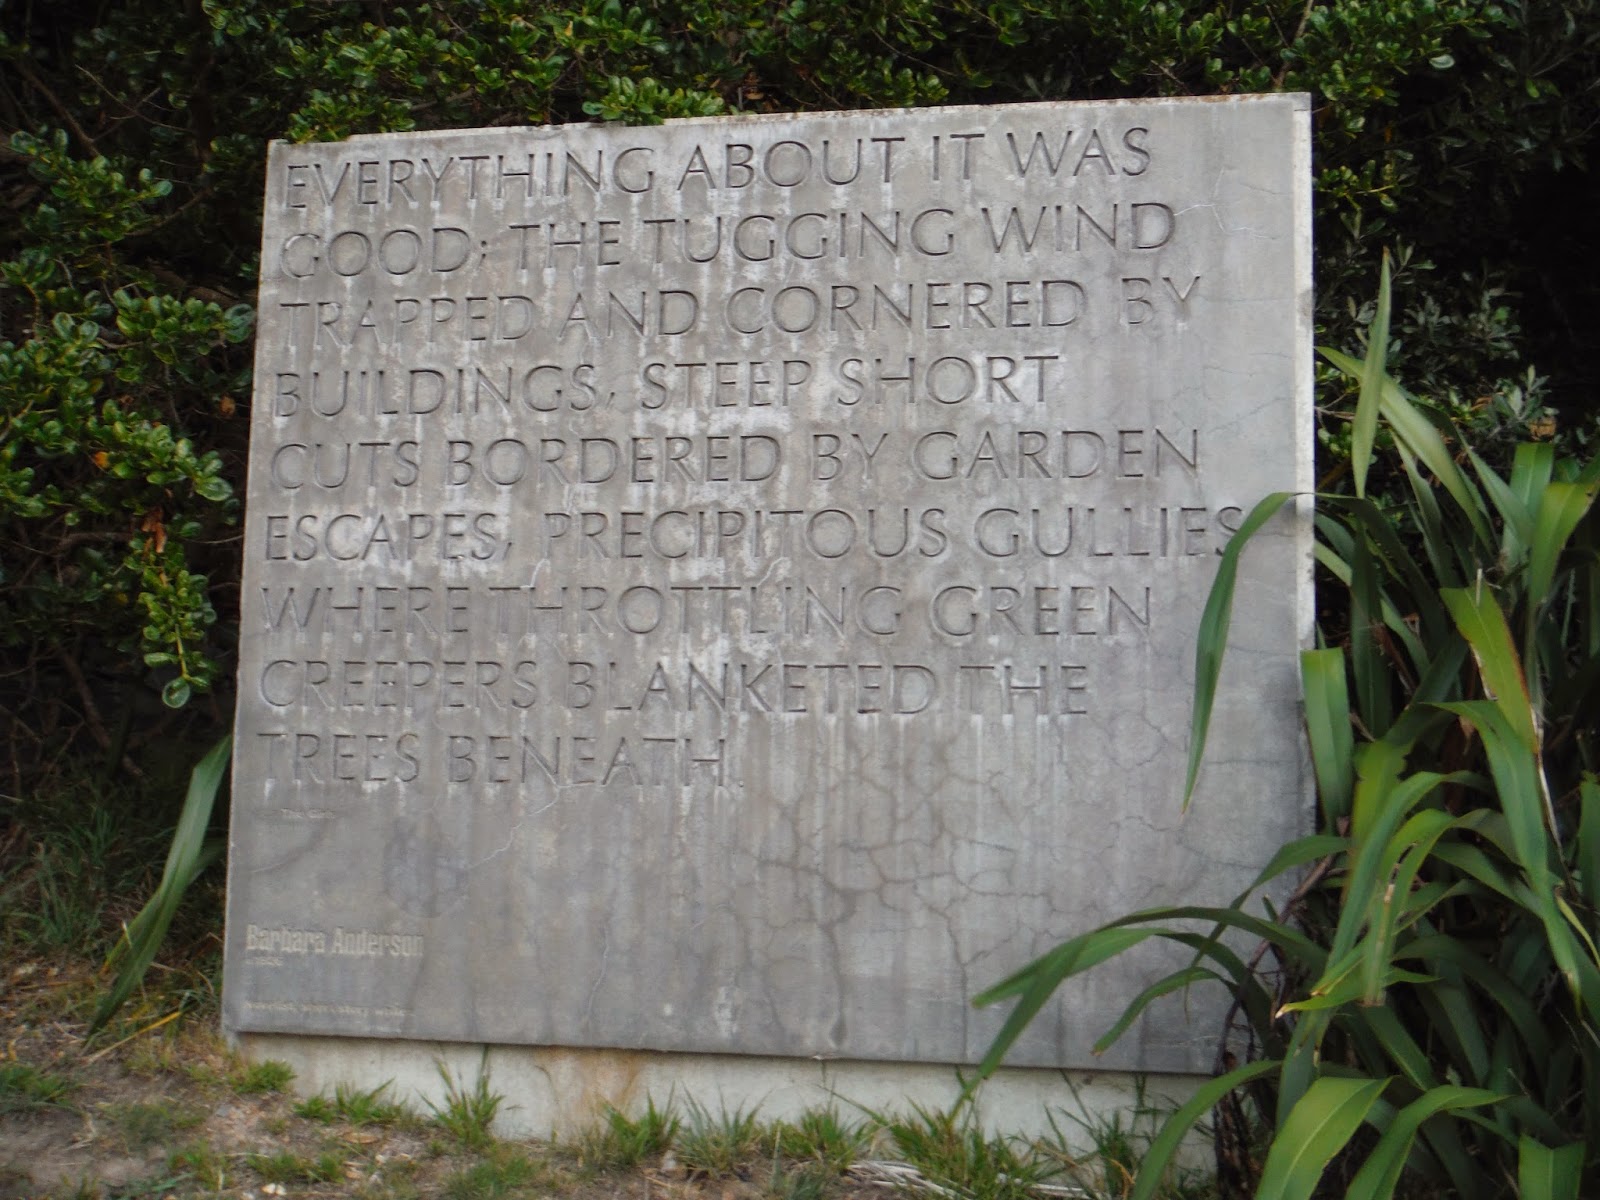 EVERYTHING ABOUT IT WAS
GOOD; THE TUGGING WIND
TRAPPED AND CORNERED BY
BUILDINGS, STEEP SHORT
CUTS BORDERED BY GARDEN
ESCAPES, PRECIPITOUS GULLIES
WHERE THROTTLING GREEN
CREEPERS BLANKETED THE
TREES BENEATH.
Barbara Anderson